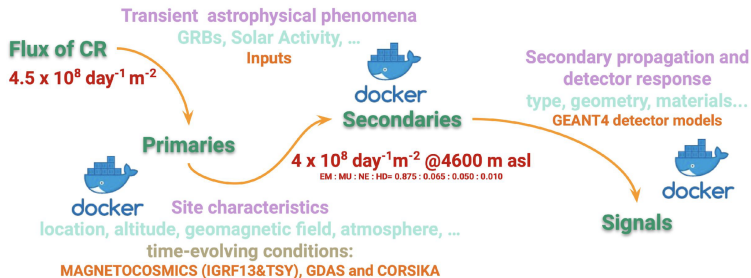 Transient astrophysical phenomena
GRBs, Solar Activity, ...
Inputs
Flux of CR
4.5 x 10⁸ day⁻¹ m⁻²
docker
Secondary propagation and
detector response
type, geometry, materials...
GEANT4 detector models
Primaries
Secondaries
4 x 10⁸ day⁻¹m⁻² @4600 m asl
EM : MU : NE : HD= 0.875 : 0.065 : 0.050 : 0.010
docker
docker
Signals
Site characteristics
location, altitude, geomagnetic field, atmosphere, ...
time-evolving conditions:
MAGNETOCOSMICS (IGRF13&TSY), GDAS and CORSIKA